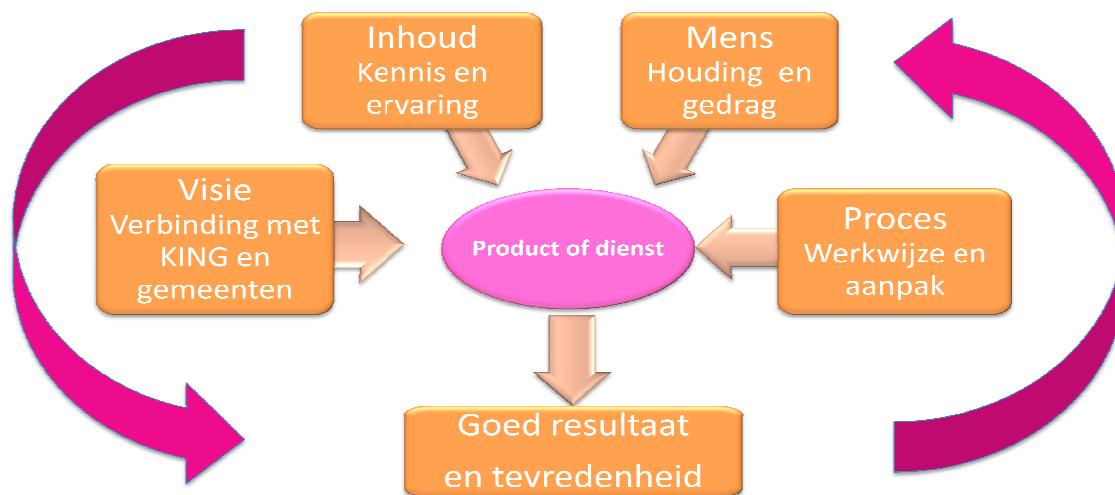 Inhoud
Kennis en
ervaring
Mens
Houding en
gedrag
Visie
Verbinding met
KING en
gemeenten
Product of dienst
Proces
Werkwijze en
aanpak
Goed resultaat
en tevredenheid